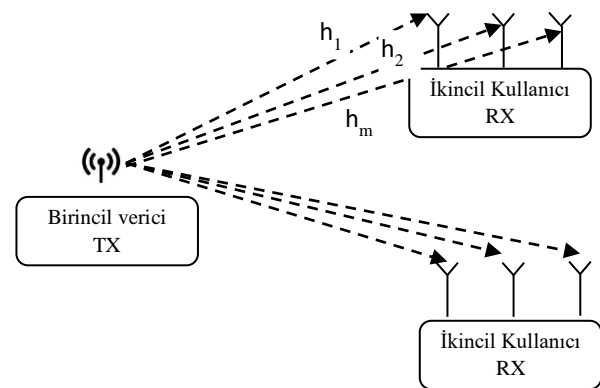 h1
h2
hm
İkincil Kullanıcı
RX
Birincil verici
TX
İkincil Kullanıcı
RX